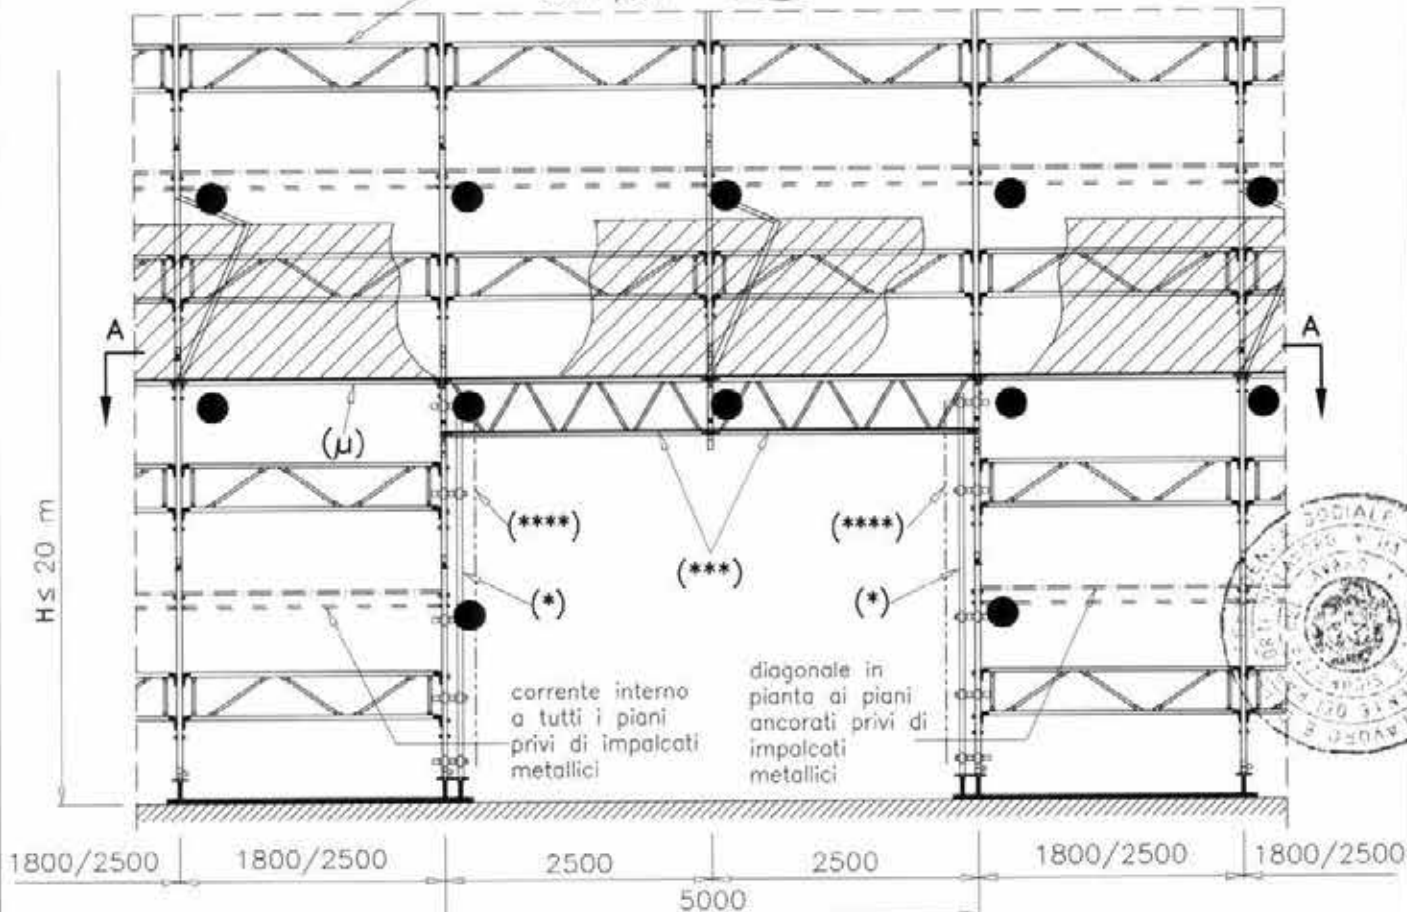 A
A
(µ)
(****)
(****)
(***)
(*)
(*)
H≤ 20 m
corrente interno
a tutti i piani
privi di impalcati
metallici
diagonale in
pianta ai piani
ancorati privi di
impalcati
metallici
SOCIALE
1800/2500
1800/2500
2500
2500
1800/2500
1800/2500
5000